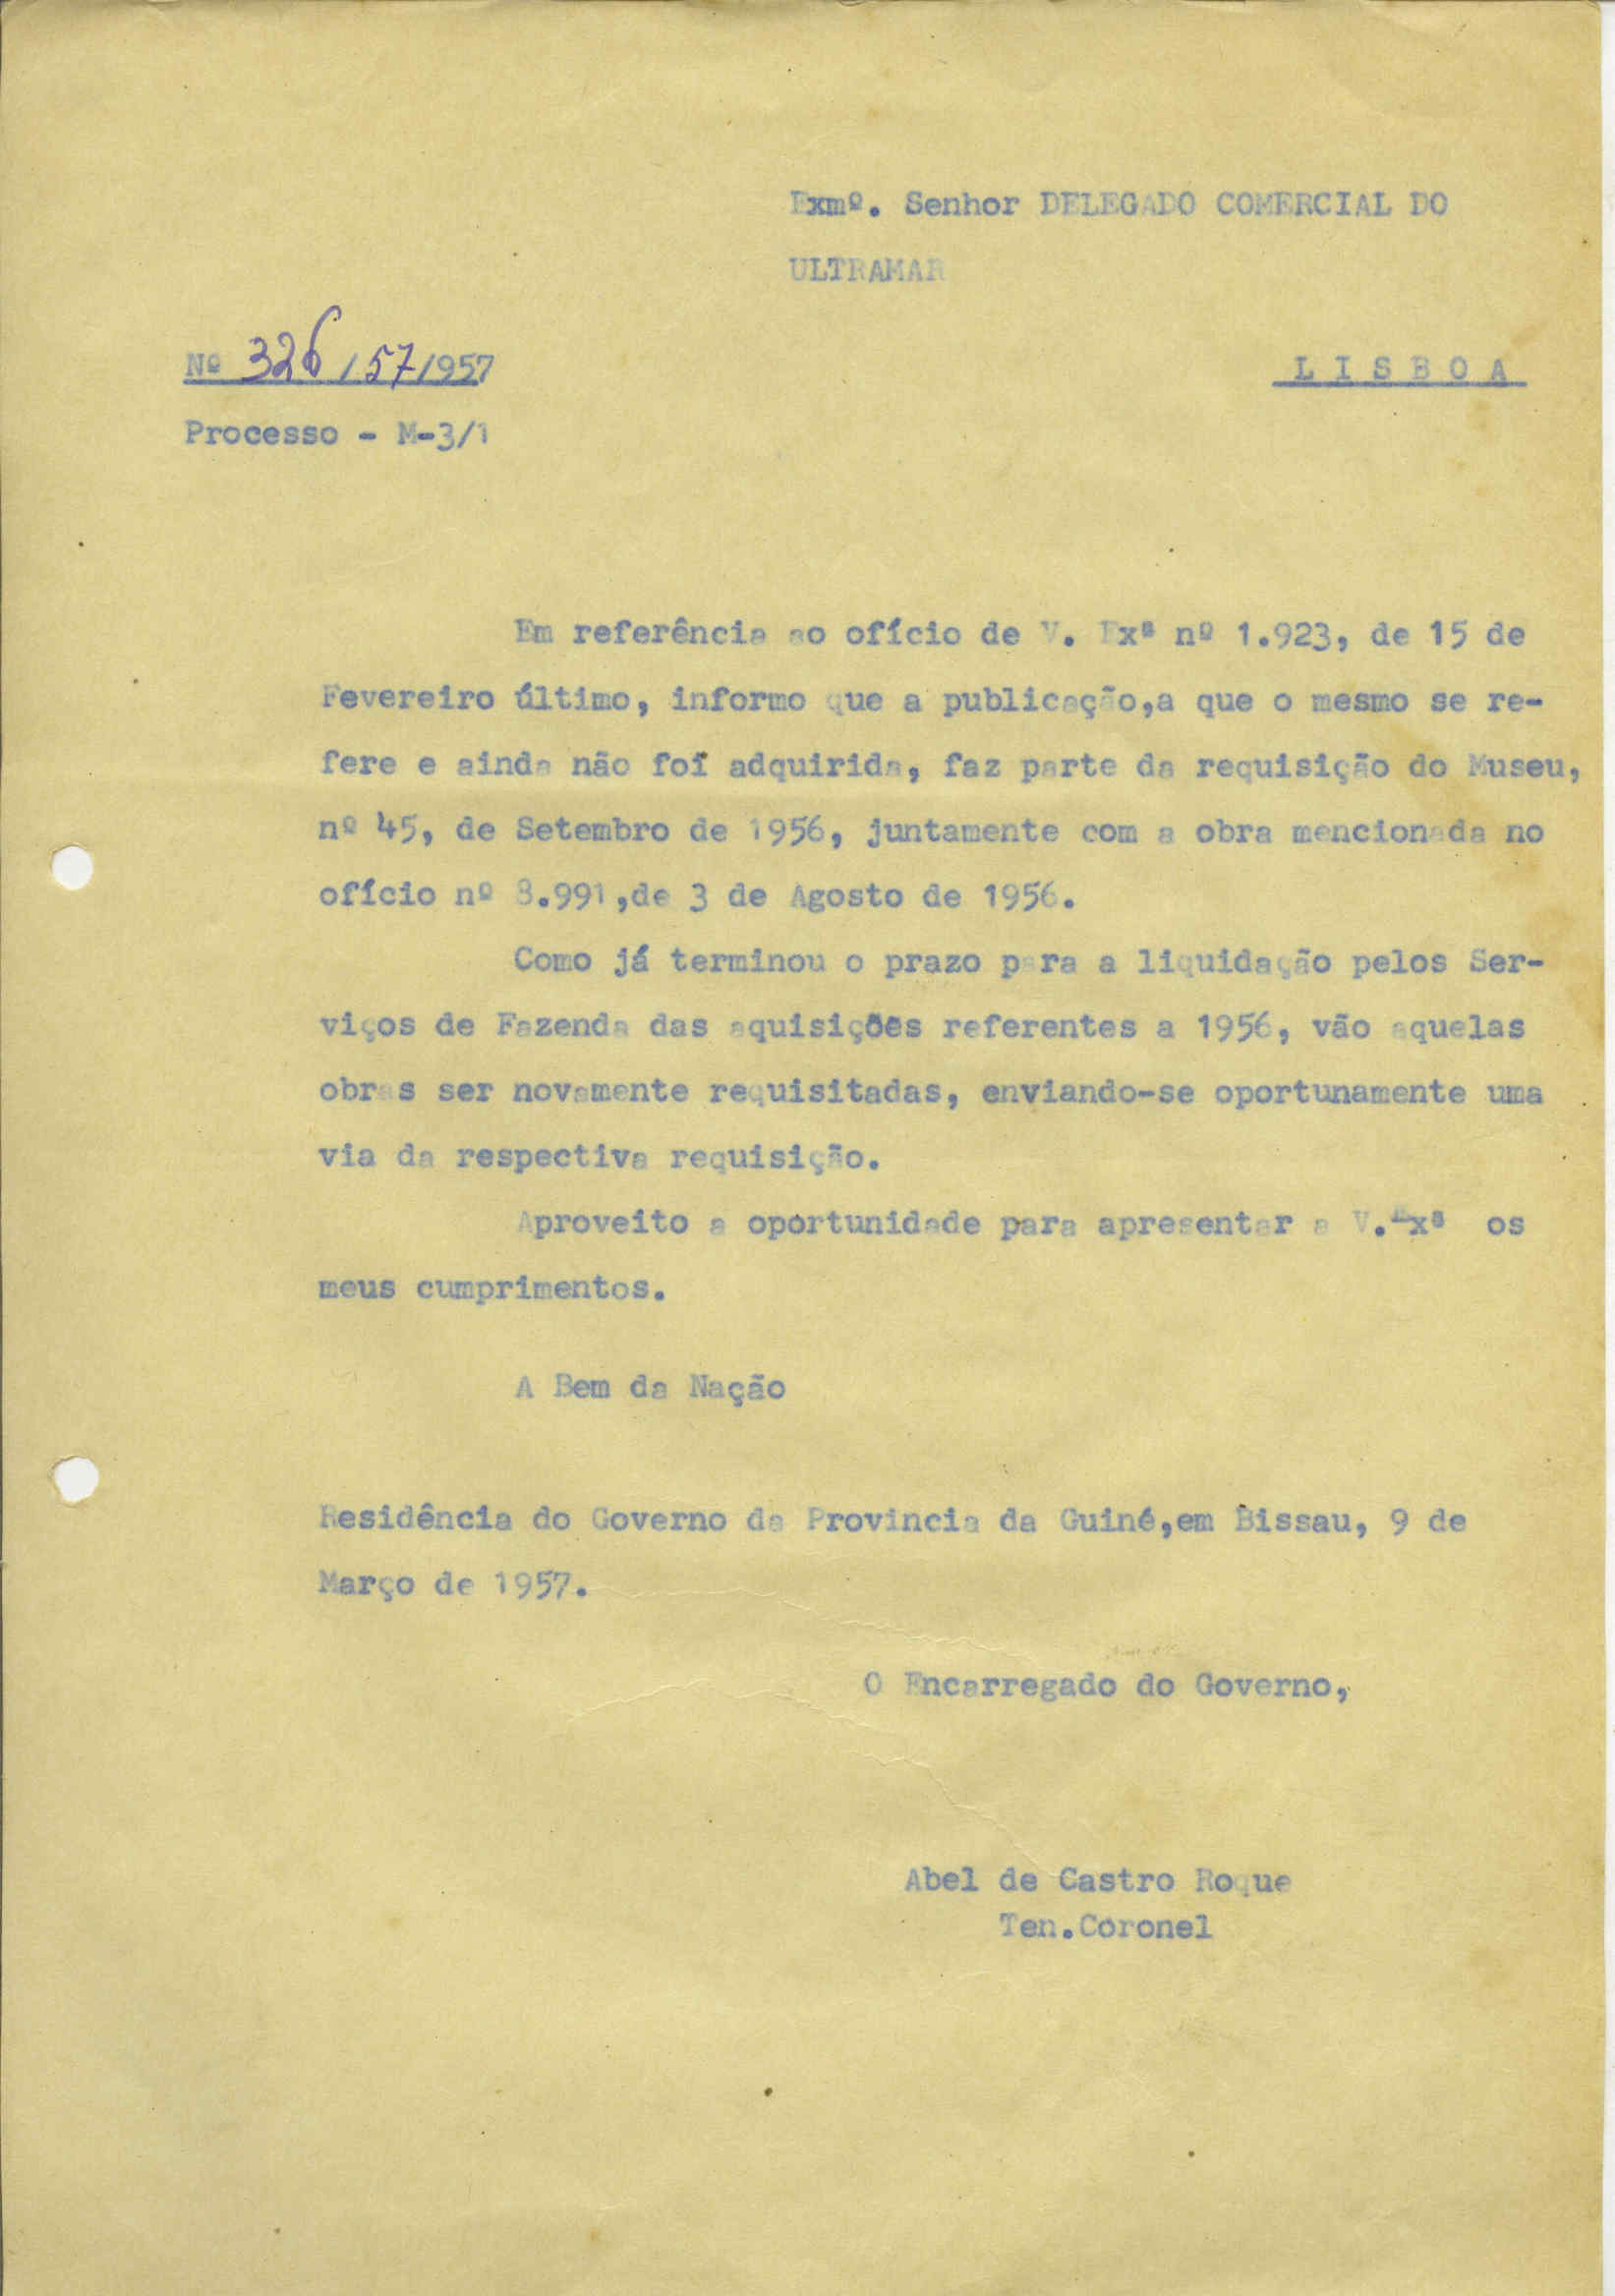 Exmº. Senhor DELEGADO COMERCIAL DO
ULTRAMAR
Nº 326/57/1957
L I S B O A
Processo - M-3/1
Em referência ao ofício de V. Exª nº 1.923, de 15 de
Fevereiro último, informo que a publicação,a que o mesmo se re-
fere e ainda não foi adquirida, faz parte da requisição do Museu,
nº 45, de Setembro de 1956, juntamente com a obra mencionada no
ofício nº 8.991,de 3 de Agosto de 1956.
Como já terminou o prazo para a liquidação pelos Ser-
viços de Fazenda das aquisições referentes a 1956, vão aquelas
obras ser novamente requisitadas, enviando-se oportunamente uma
via da respectiva requisição.
Aproveito a oportunidade para apresentar a V.Exª os
meus cumprimentos.
A Bem da Nação
Residência do Governo da Provincia da Guiné,em Bissau, 9 de
Março de 1957.
O Encarregado do Governo,
Abel de Castro Roque
Ten.Coronel